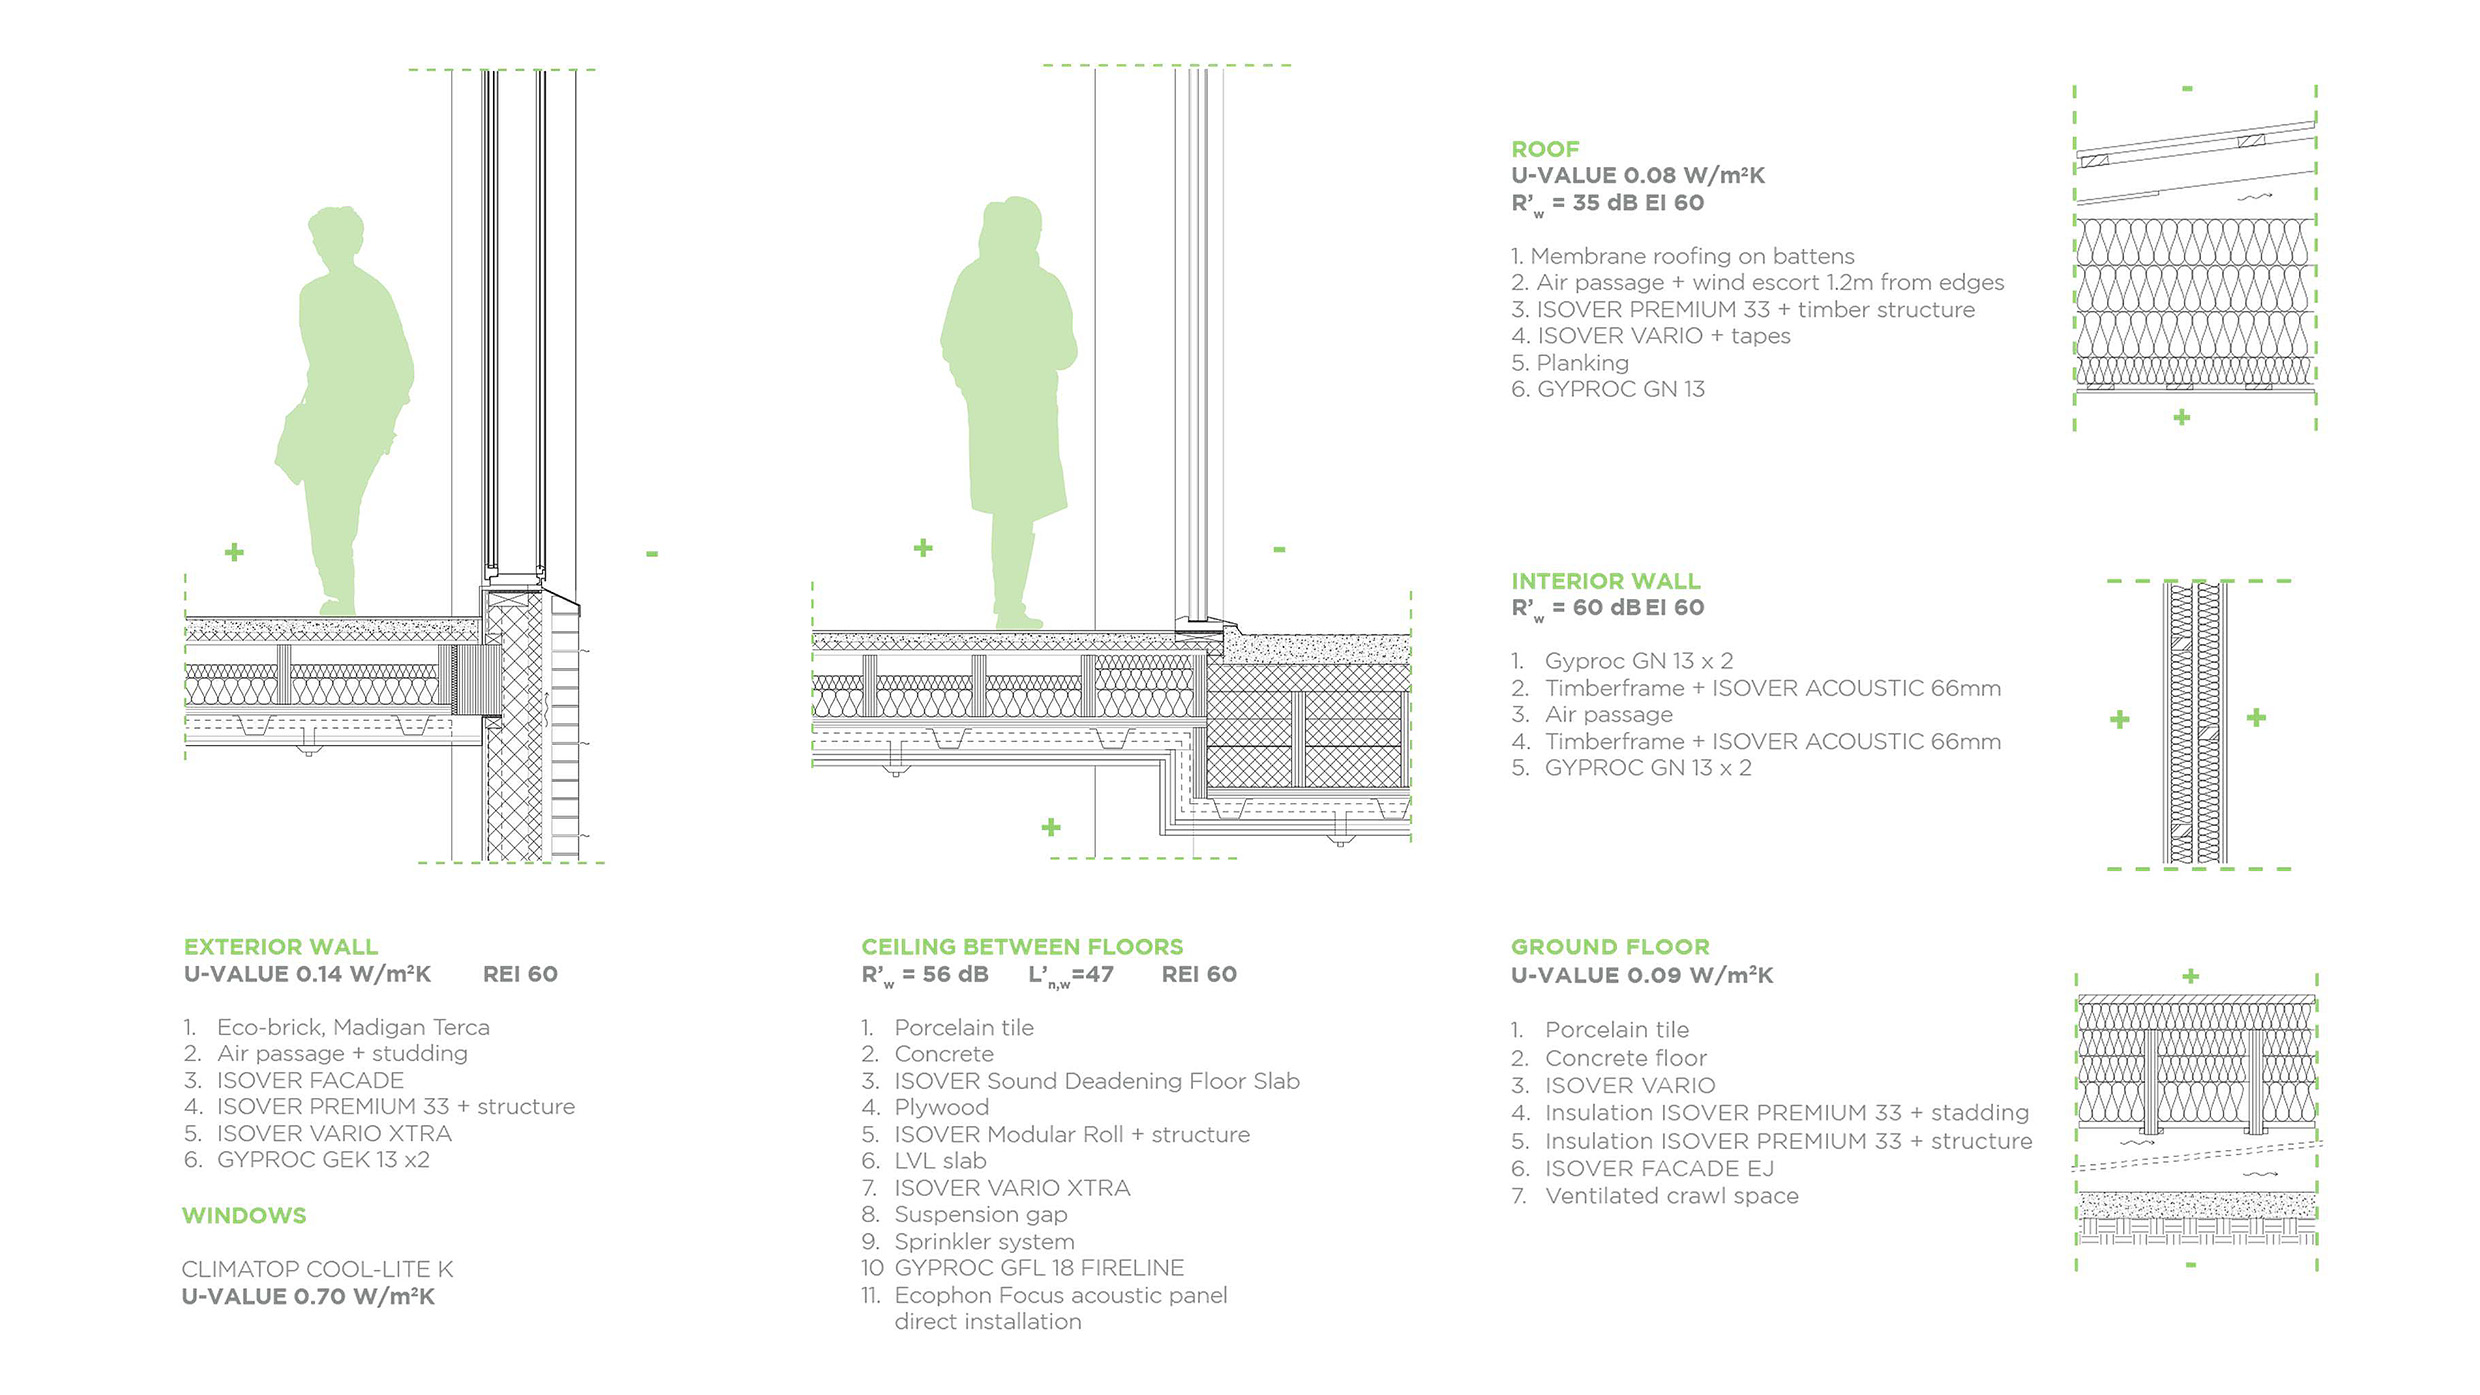 ROOF
U-VALUE 0.08 W/m²K
R'w = 35 dB EI 60
1. Membrane roofing on battens
2. Air passage + wind escort 1.2m from edges
3. ISOVER PREMIUM 33 + timber structure
4. ISOVER VARIO + tapes
5. Planking
6. GYPROC GN 13
INTERIOR WALL
R'w = 60 dB EI 60
1. Gyproc GN 13 x 2
2. Timberframe + ISOVER ACOUSTIC 66mm
3. Air passage
4. Timberframe + ISOVER ACOUSTIC 66mm
5. GYPROC GN 13 x 2
EXTERIOR WALL
U-VALUE 0.14 W/m²K REI 60
1. Eco-brick, Madigan Terca
2. Air passage + studding
3. ISOVER FACADE
4. ISOVER PREMIUM 33 + structure
5. ISOVER VARIO XTRA
6. GYPROC GEK 13 x2
WINDOWS
CLIMATOP COOL-LITE K
U-VALUE 0.70 W/m²K
CEILING BETWEEN FLOORS
R'w = 56 dB L'n,w=47 REI 60
1. Porcelain tile
2. Concrete
3. ISOVER Sound Deadening Floor Slab
4. Plywood
5. ISOVER Modular Roll + structure
6. LVL slab
7. ISOVER VARIO XTRA
8. Suspension gap
9. Sprinkler system
10 GYPROC GFL 18 FIRELINE
11. Ecophon Focus acoustic panel
direct installation
GROUND FLOOR
U-VALUE 0.09 W/m²K
1. Porcelain tile
2. Concrete floor
3. ISOVER VARIO
4. Insulation ISOVER PREMIUM 33 + stadding
5. Insulation ISOVER PREMIUM 33 + structure
6. ISOVER FACADE EJ
7. Ventilated crawl space